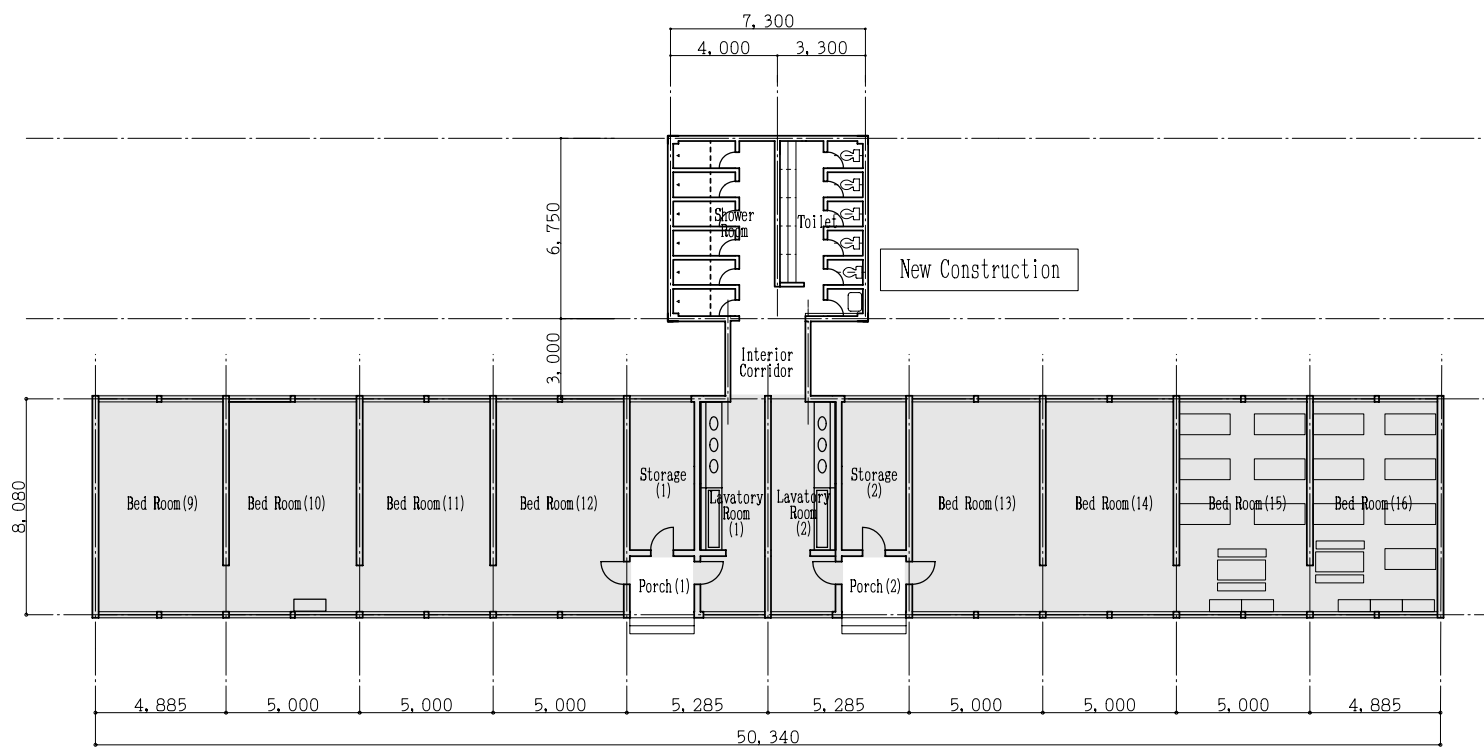 7, 300
4, 000
3, 300
6, 750
Shower
Room
Toilet
New Construction
3, 000
Interior
Corridor
8, 080
Bed Room(9)
Bed Room(10)
Bed Room(11)
Bed Room(12)
Storage
(1)
Lavatory
Room
(1)
Lavatory
Room
(2)
Storage
(2)
Bed Room(13)
Bed Room(14)
Bed Room(15)
Bed Room(16)
Porch(1)
Porch(2)
4, 885
5, 000
5, 000
5, 000
5, 285
5, 285
5, 000
5, 000
5, 000
4, 885
50, 340